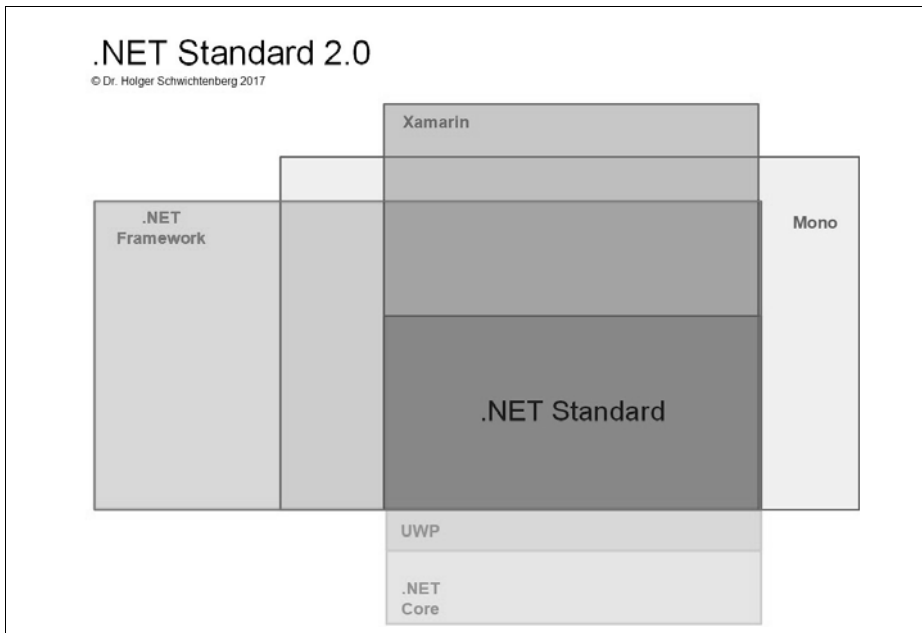 .NET Standard 2.0
© Dr. Holger Schwichtenberg 2017
Xamarin
.NET
Framework
Mono
.NET Standard
UWP
.NET
Core